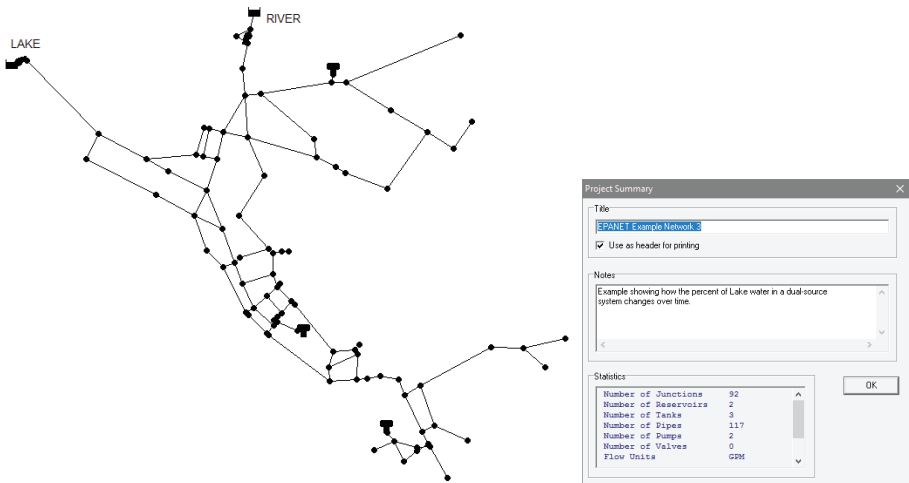 RIVER
LAKE
Project Summary
Title
EPANET Example Network 3
Use as header for printing
Notes
Example showing how the percent of Lake water in a dual-source
system changes over time.
Statistics
Number of Junctions 92
Number of Reservoirs 2
Number of Tanks 3
Number of Pipes 117
Number of Pumps 2
Number of Valves 0
Flow Units GPM
OK